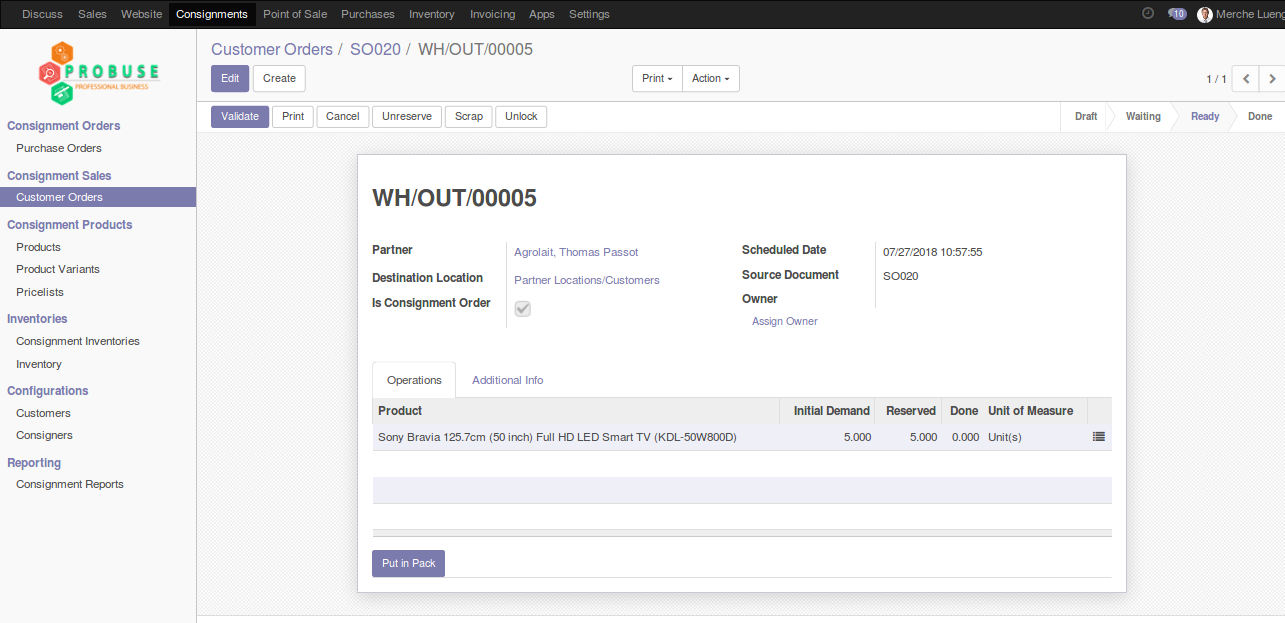 Discuss Sales Website Consignments Point of Sale Purchases Inventory Invoicing Apps Settings 10 Merche Lueng
PROBUSE
PROFESSIONAL BUSINESS
Customer Orders / SO020 / WH/OUT/00005
Edit Create Print Action 1 / 1
Validate Print Cancel Unreserve Scrap Unlock Draft Waiting Ready Done
Consignment Orders
Purchase Orders
Consignment Sales
Customer Orders
Consignment Products
Products
Product Variants
Pricelists
Inventories
Consignment Inventories
Inventory
Configurations
Customers
Consigners
Reporting
Consignment Reports
WH/OUT/00005
Partner Agrolait, Thomas Passot
Destination Location Partner Locations/Customers
Is Consignment Order
Scheduled Date 07/27/2018 10:57:55
Source Document SO020
Owner
Assign Owner
Operations Additional Info
Product Initial Demand Reserved Done Unit of Measure
Sony Bravia 125.7cm (50 inch) Full HD LED Smart TV (KDL-50W800D) 5.000 5.000 0.000 Unit(s)
Put in Pack